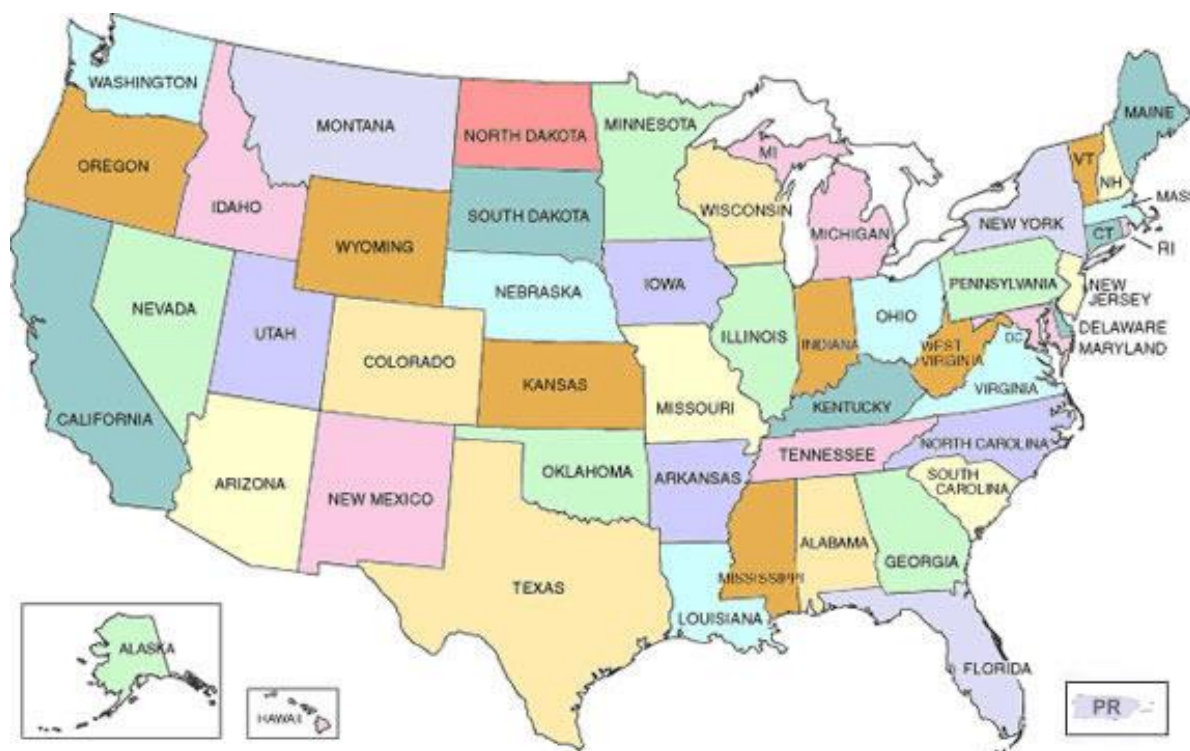 WASHINGTON
MONTANA
NORTH DAKOTA
MINNESOTA
MAINE
OREGON
IDAHO
WYOMING
SOUTH DAKOTA
WISCONSIN
MI
MICHIGAN
VT
NH
MASS
NEW YORK
CT
RI
NEVADA
UTAH
COLORADO
NEBRASKA
IOWA
ILLINOIS
INDIANA
OHIO
PENNSYLVANIA
NEW
JERSEY
DELAWARE
MARYLAND
DC
WEST
VIRGINIA
VIRGINIA
CALIFORNIA
KANSAS
MISSOURI
KENTUCKY
ARIZONA
NEW MEXICO
OKLAHOMA
ARKANSAS
TENNESSEE
NORTH CAROLINA
SOUTH
CAROLINA
TEXAS
LOUISIANA
MISSISSIPPI
ALABAMA
GEORGIA
FLORIDA
ALASKA
HAWAII
PR